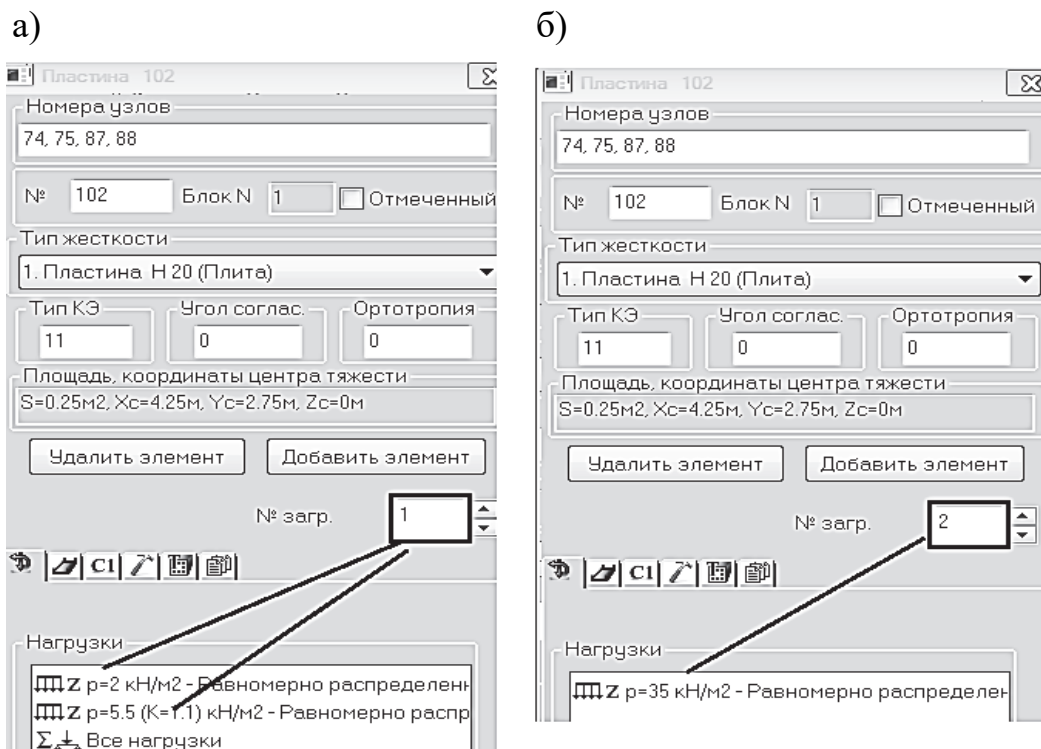 а)
Пластина 102
Номера узлов
74, 75, 87, 88
№ 102 Блок N 1 Отмеченный
Тип жесткости
1. Пластина H 20 (Плита)
Тип КЭ Угол соглас. Ортотропия
11 0 0
Площадь, координаты центра тяжести
S=0.25м2, Xc=4.25м, Yc=2.75м, Zc=0м
Удалить элемент Добавить элемент
№ загр. 1
C1
Нагрузки
Z p=2 кН/м2 - Равномерно распределенн
Z p=5.5 (K=1.1) кН/м2 - Равномерно распр
Σ Все нагрузки
б)
Пластина 102
Номера узлов
74, 75, 87, 88
№ 102 Блок N 1 Отмеченный
Тип жесткости
1. Пластина H 20 (Плита)
Тип КЭ Угол соглас. Ортотропия
11 0 0
Площадь, координаты центра тяжести
S=0.25м2, Xc=4.25м, Yc=2.75м, Zc=0м
Удалить элемент Добавить элемент
№ загр. 2
C1
Нагрузки
Z p=35 кН/м2 - Равномерно распределен